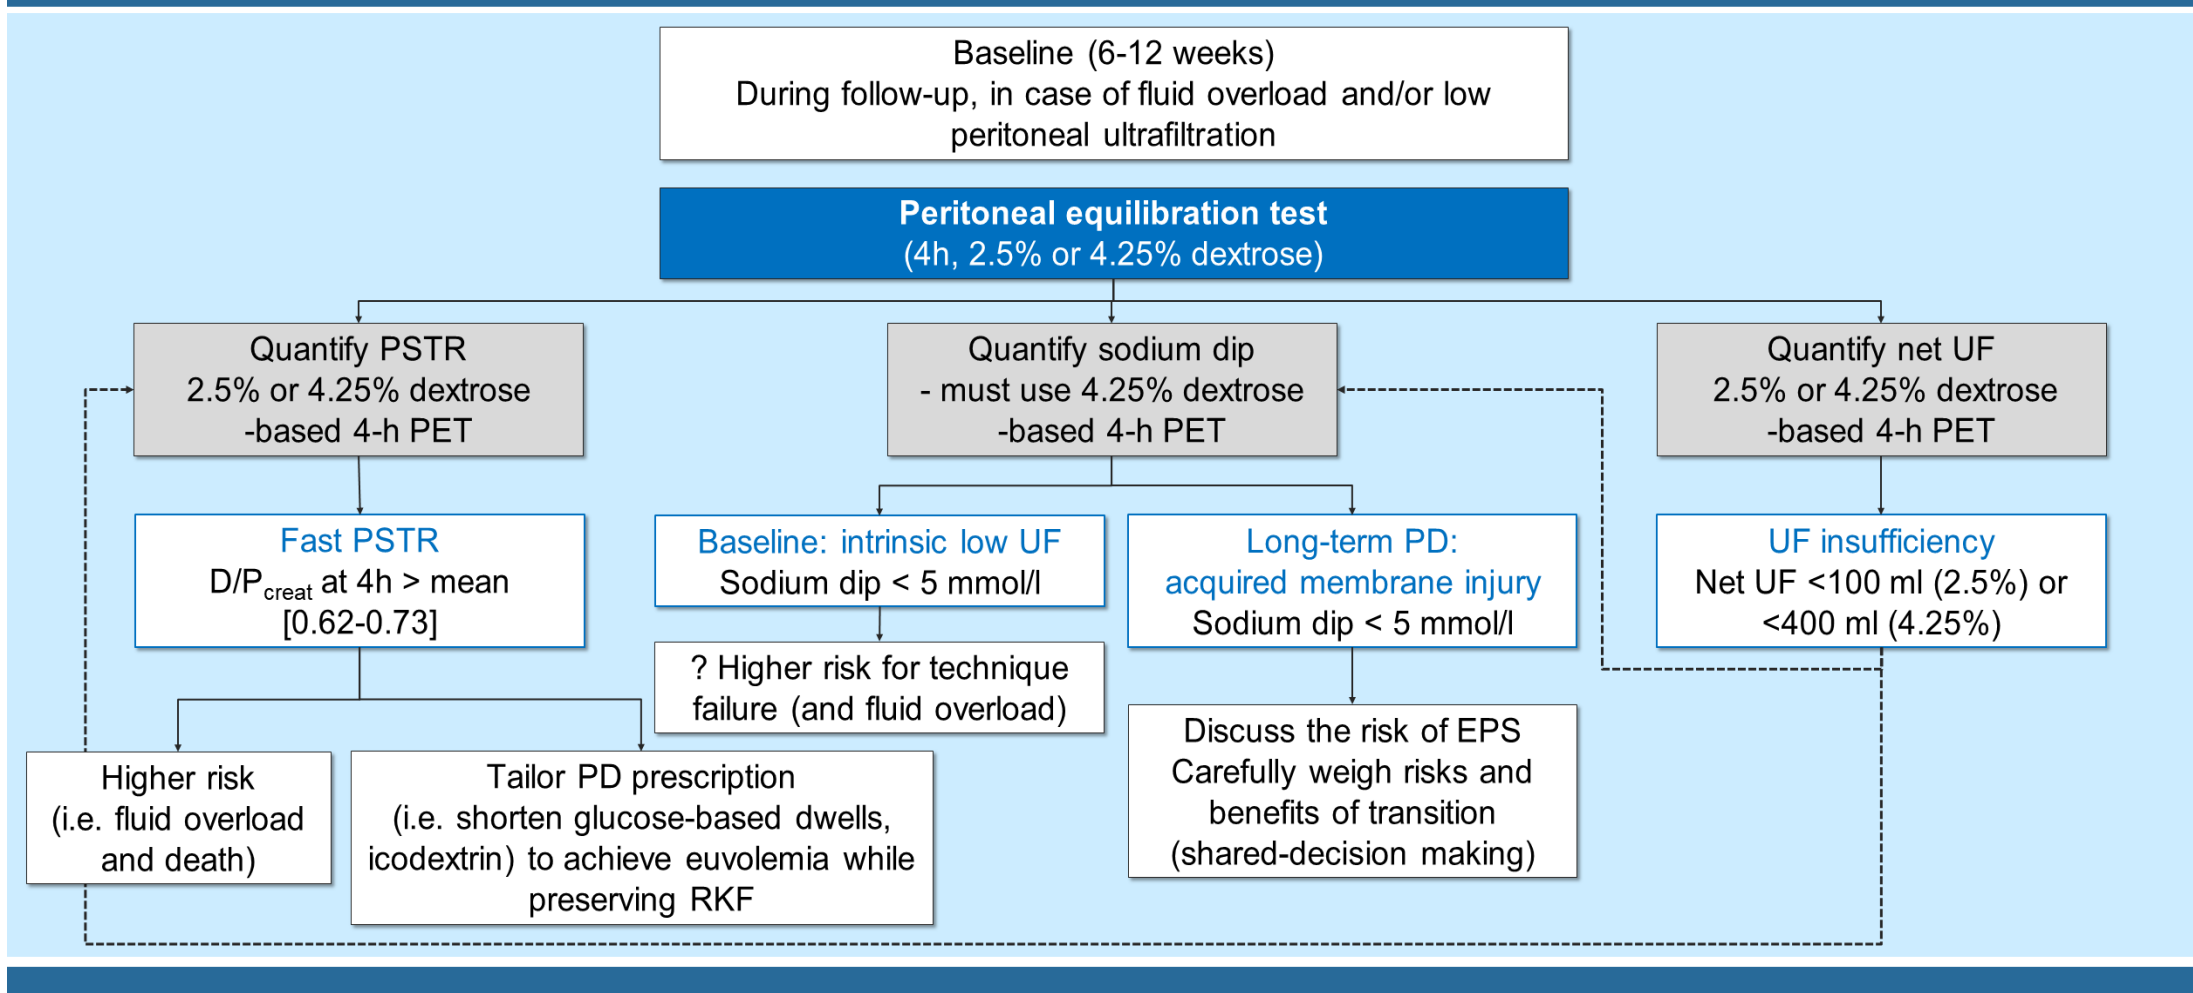 Baseline (6-12 weeks)
During follow-up, in case of fluid overload and/or low
peritoneal ultrafiltration
Peritoneal equilibration test
(4h, 2.5% or 4.25% dextrose)
Quantify PSTR
2.5% or 4.25% dextrose
-based 4-h PET
Quantify sodium dip
- must use 4.25% dextrose
-based 4-h PET
Quantify net UF
2.5% or 4.25% dextrose
-based 4-h PET
Fast PSTR
D/Pcreat at 4h > mean
[0.62-0.73]
Baseline: intrinsic low UF
Sodium dip < 5 mmol/l
Long-term PD:
acquired membrane injury
Sodium dip < 5 mmol/l
UF insufficiency
Net UF <100 ml (2.5%) or
<400 ml (4.25%)
? Higher risk for technique
failure (and fluid overload)
Higher risk
(i.e. fluid overload
and death)
Tailor PD prescription
(i.e. shorten glucose-based dwells,
icodextrin) to achieve euvolemia while
preserving RKF
Discuss the risk of EPS
Carefully weigh risks and
benefits of transition
(shared-decision making)